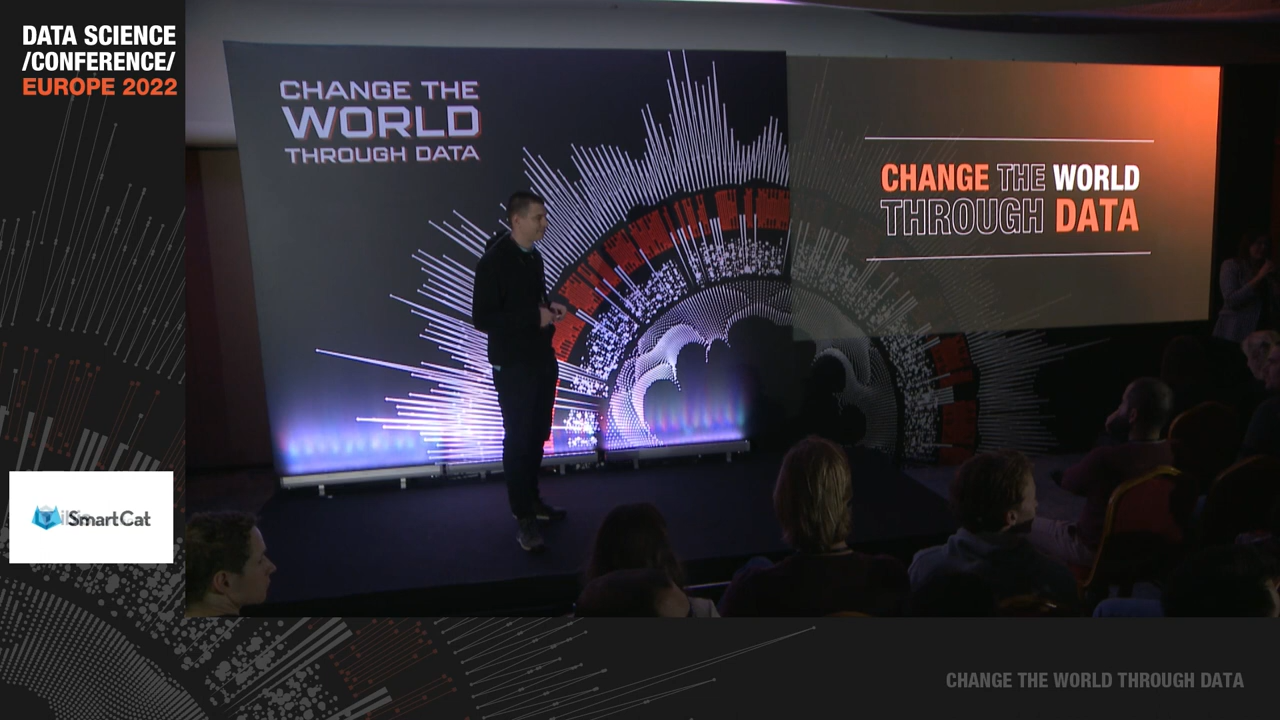 DATA SCIENCE
/CONFERENCE/
EUROPE 2022
CHANGE THE
WORLD
THROUGH DATA
CHANGE THE WORLD
THROUGH DATA
SmartCat
CHANGE THE WORLD THROUGH DATA